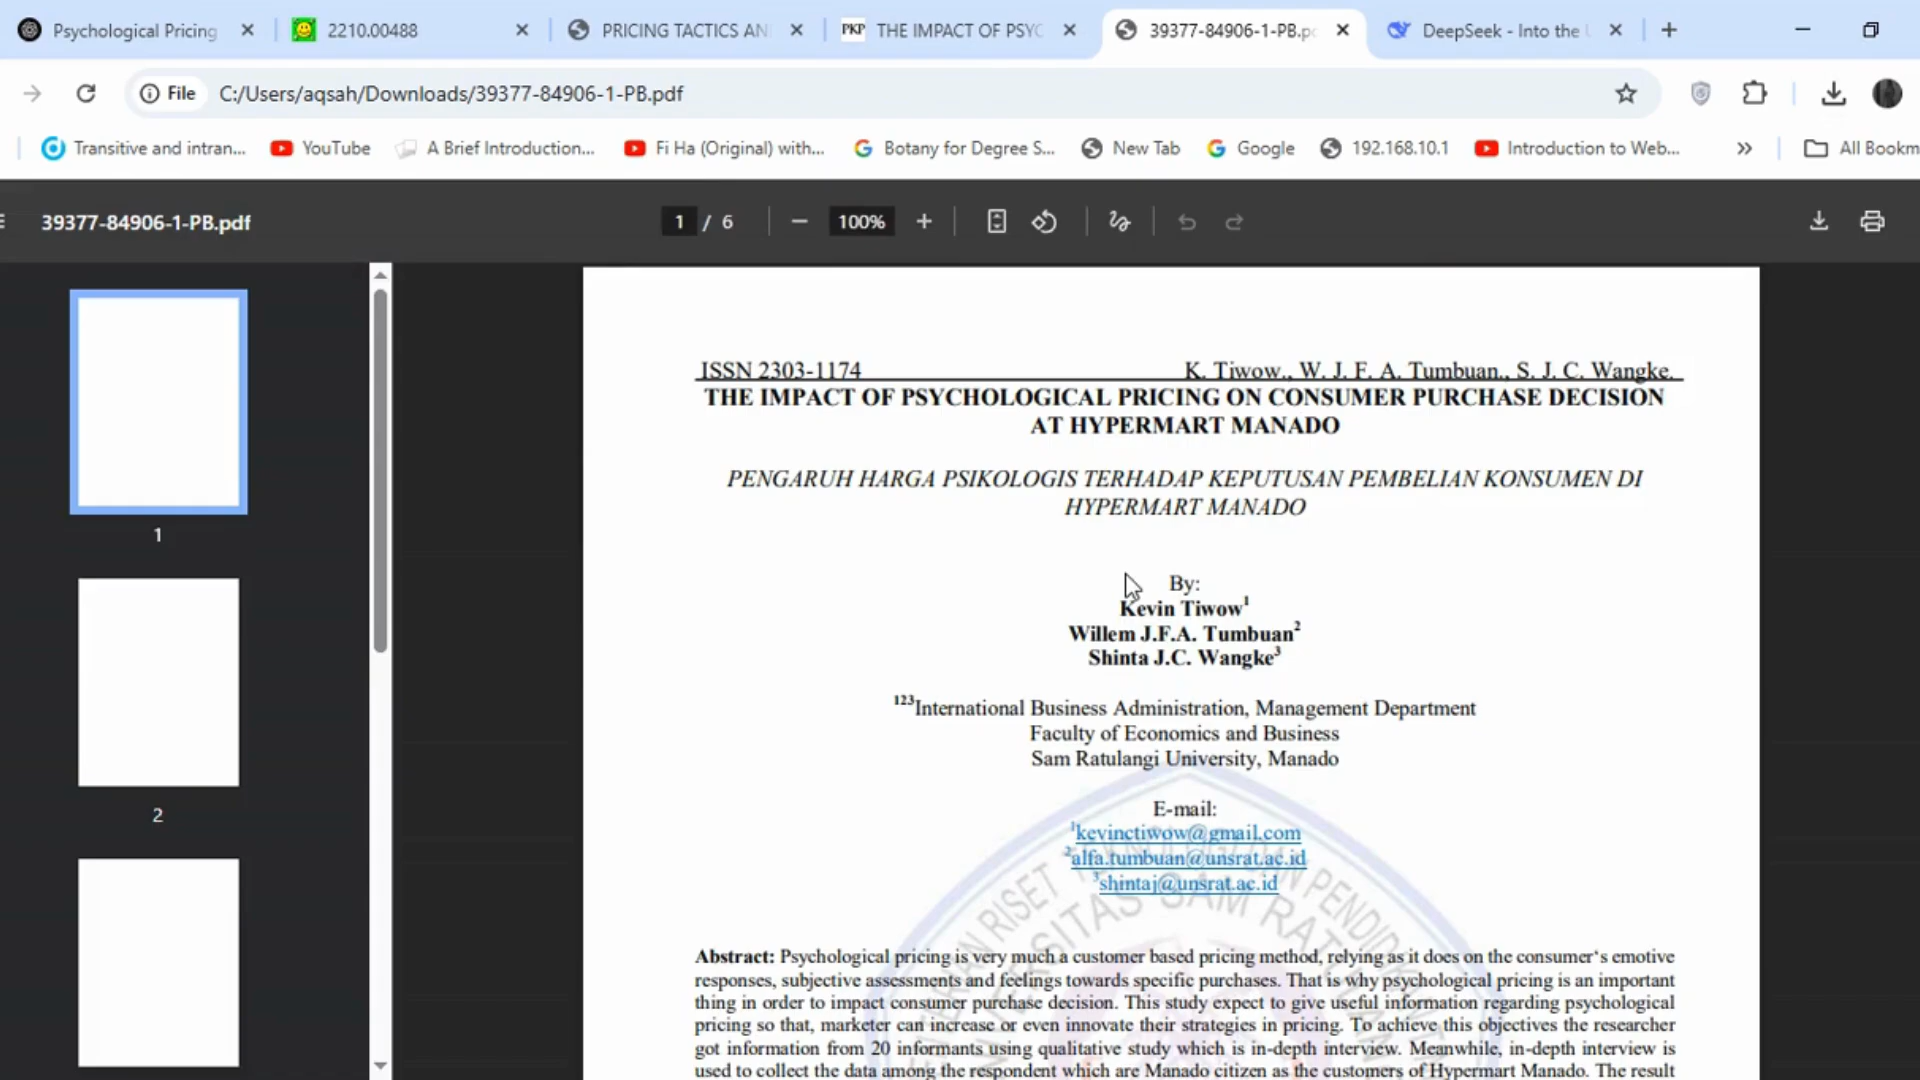 Psychological Pricing
2210.00488
PRICING TACTICS AN
PKP THE IMPACT OF PSYC
39377-84906-1-PB.p
DeepSeek - Into the
File
C:/Users/aqsah/Downloads/39377-84906-1-PB.pdf
Transitive and intran...
YouTube
A Brief Introduction...
Fi Ha (Original) with...
Botany for Degree S...
New Tab
Google
192.168.10.1
Introduction to Web...
All Bookm
39377-84906-1-PB.pdf
1 / 6
100%
1
2
ISSN 2303-1174 K. Tiwow., W. J. F. A. Tumbuan., S. J. C. Wangke.
THE IMPACT OF PSYCHOLOGICAL PRICING ON CONSUMER PURCHASE DECISION
AT HYPERMART MANADO
PENGARUH HARGA PSIKOLOGIS TERHADAP KEPUTUSAN PEMBELIAN KONSUMEN DI
HYPERMART MANADO
By:
Kevin Tiwow1
Willem J.F.A. Tumbuan2
Shinta J.C. Wangke3
123International Business Administration, Management Department
Faculty of Economics and Business
Sam Ratulangi University, Manado
E-mail:
1kevinctiwow@gmail.com
2alfa.tumbuan@unsrat.ac.id
3shintaj@unsrat.ac.id
Abstract: Psychological pricing is very much a customer based pricing method, relying as it does on the consumer's emotive
responses, subjective assessments and feelings towards specific purchases. That is why psychological pricing is an important
thing in order to impact consumer purchase decision. This study expect to give useful information regarding psychological
pricing so that, marketer can increase or even innovate their strategies in pricing. To achieve this objectives the researcher
got information from 20 informants using qualitative study which is in-depth interview. Meanwhile, in-depth interview is
used to collect the data among the respondent which are Manado citizen as the customers of Hypermart Manado. The result